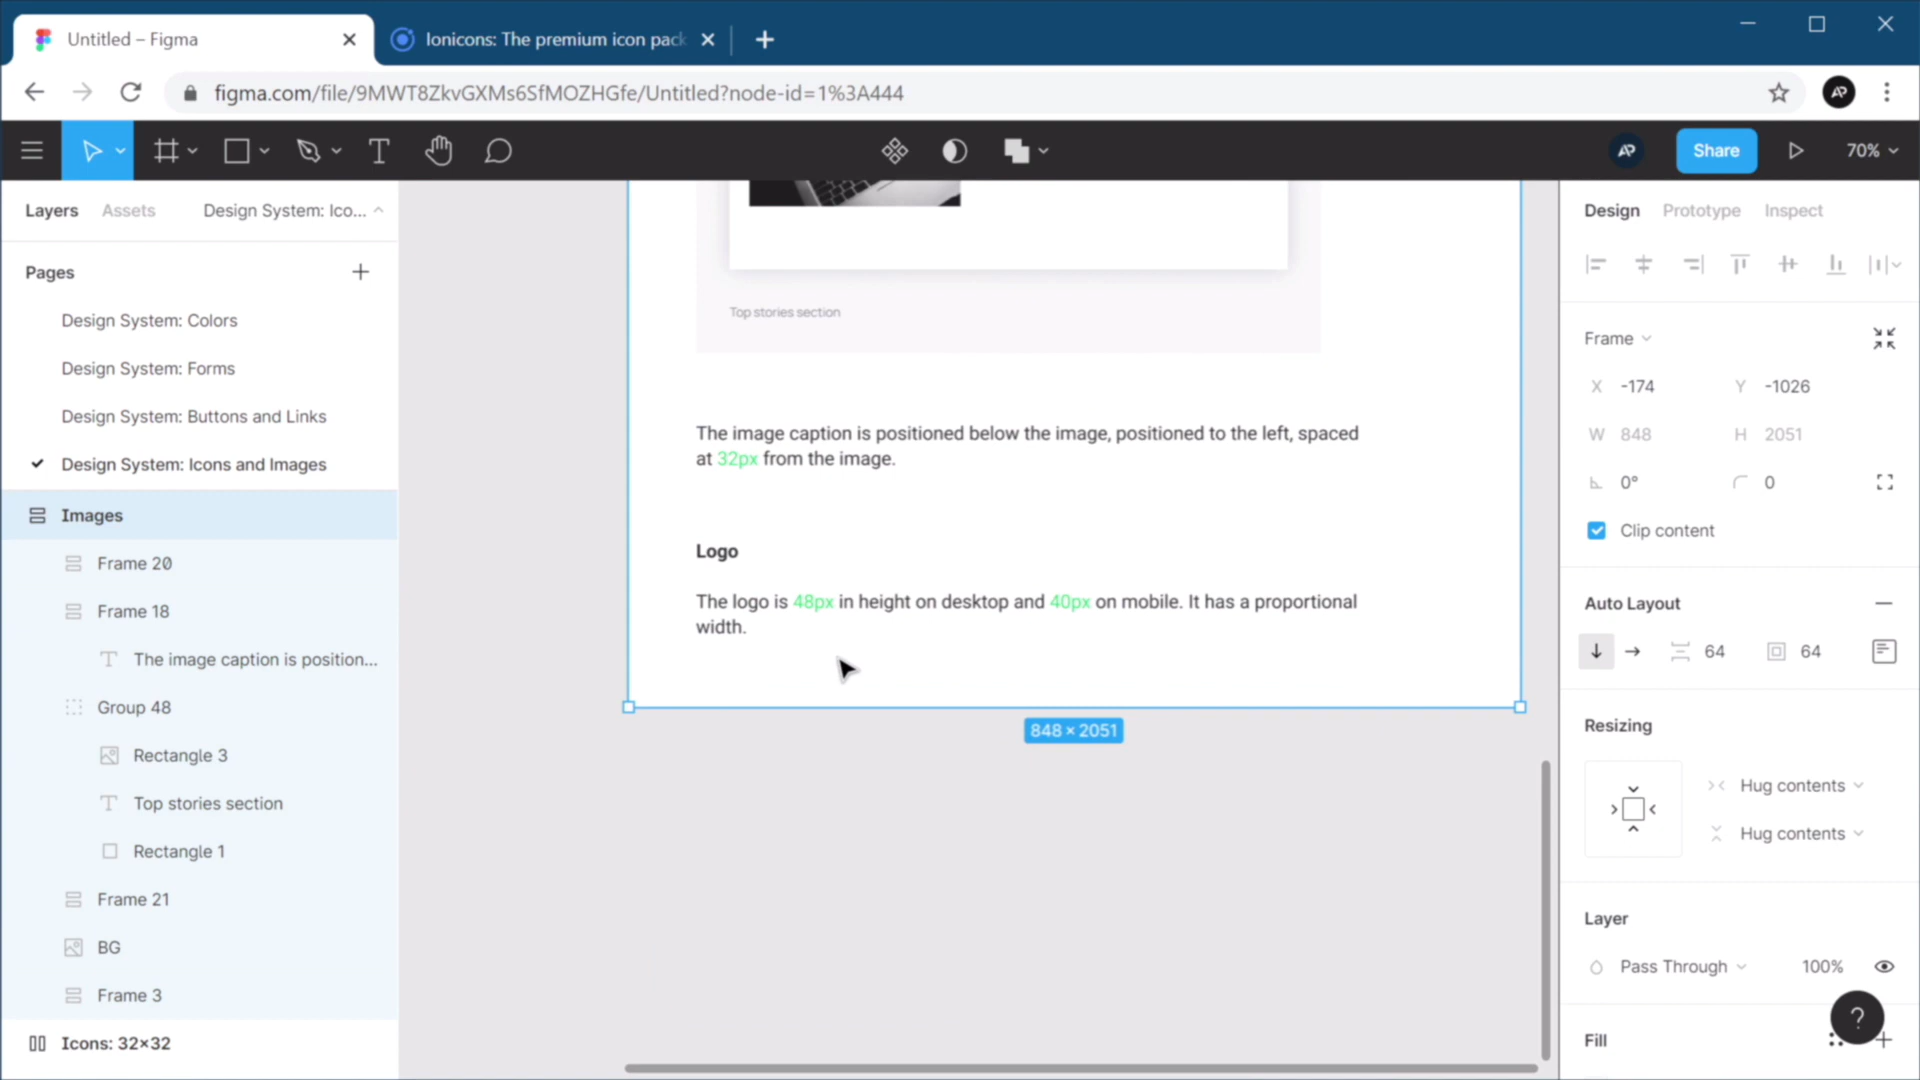 Untitled – Figma
Ionicons: The premium icon pack
figma.com/file/9MWT8ZkvGXMs6SfMOZHGfe/Untitled?node-id=1%3A444
AP
AP
Share
70%
Layers
Assets
Design System: Ico...
Pages
Design System: Colors
Design System: Forms
Design System: Buttons and Links
Design System: Icons and Images
Images
Frame 20
Frame 18
The image caption is position...
Group 48
Rectangle 3
Top stories section
Rectangle 1
Frame 21
BG
Frame 3
Icons: 32×32
Top stories section
The image caption is positioned below the image, positioned to the left, spaced
at 32px from the image.
Logo
The logo is 48px in height on desktop and 40px on mobile. It has a proportional
width.
848 × 2051
Design
Prototype
Inspect
Frame
X -174
Y -1026
W 848
H 2051
0°
0
Clip content
Auto Layout
64
64
Resizing
Hug contents
Hug contents
Layer
Pass Through
100%
?
Fill